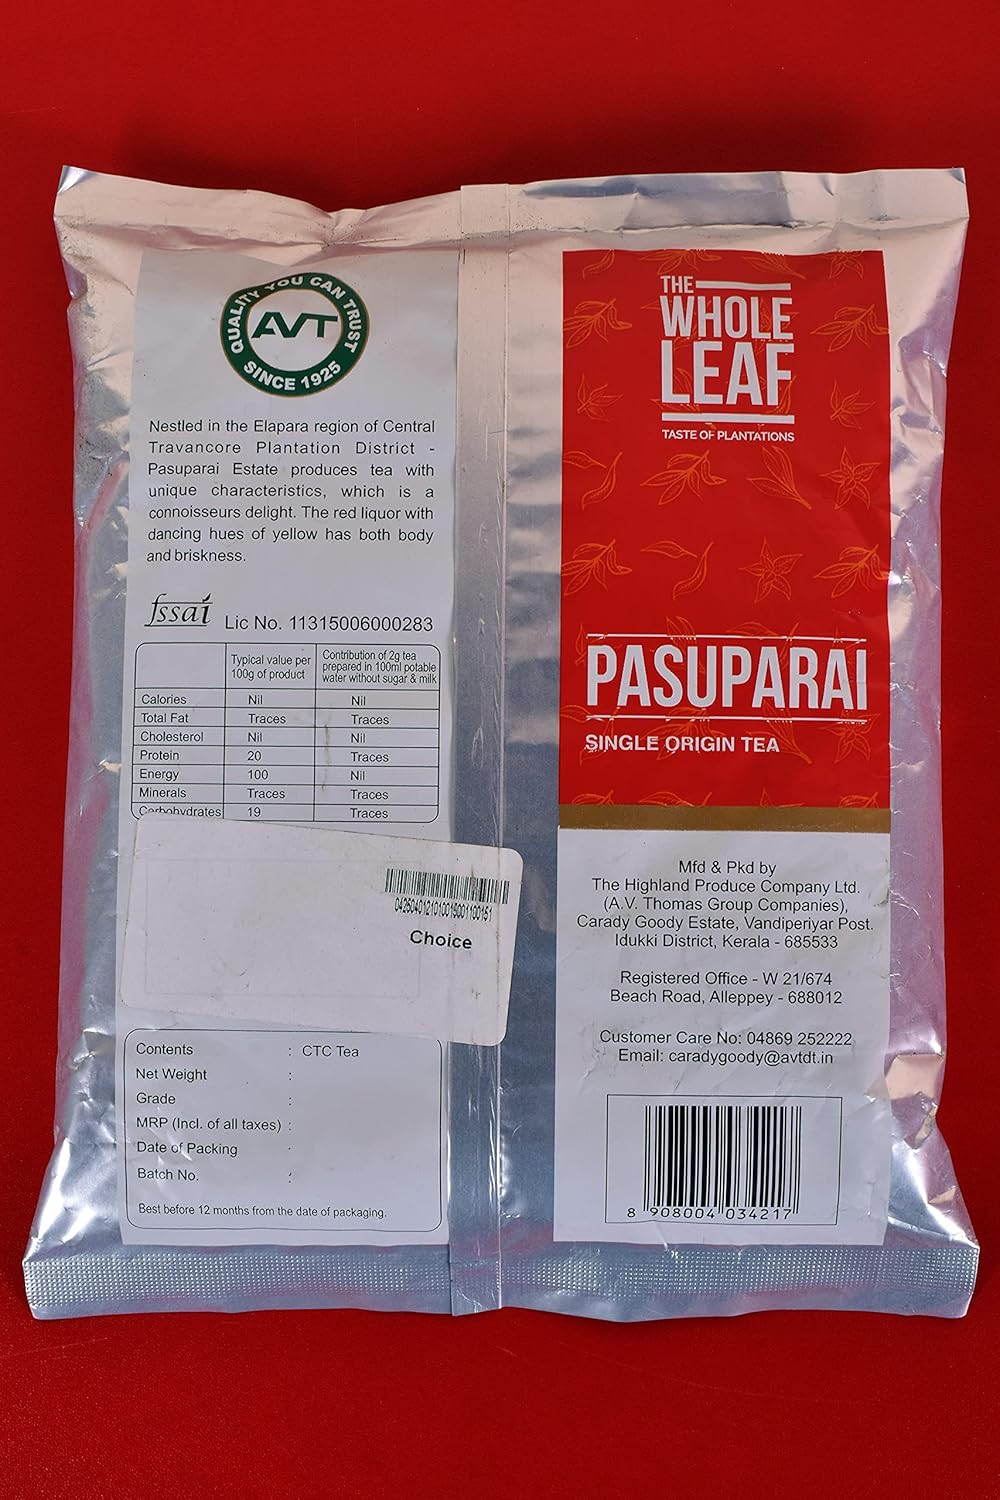 QUALITY YOU CAN TRUST
AVT
SINCE 1925
Nestled in the Elapara region of Central
Travancore Plantation District -
Pasuparai Estate produces tea with
unique characteristics, which is a
connoisseurs delight. The red liquor with
dancing hues of yellow has both body
and briskness.
fssai Lic No. 11315006000283
Typical value per
100g of product
Contribution of 2g tea
prepared in 100ml potable
water without sugar & milk
Calories Nil Nil
Total Fat Traces Traces
Cholesterol Nil Nil
Protein 20 Traces
Energy 100 Nil
Minerals Traces Traces
Carbohydrates 19 Traces
Choice
Contents : CTC Tea
Net Weight :
Grade :
MRP (Incl. of all taxes) :
Date of Packing :
Batch No. :
Best before 12 months from the date of packaging.
THE
WHOLE
LEAF
TASTE OF PLANTATIONS
PASUPARAI
SINGLE ORIGIN TEA
Mfd & Pkd by
The Highland Produce Company Ltd.
(A.V. Thomas Group Companies),
Carady Goody Estate, Vandiperiyar Post.
Idukki District, Kerala - 685533
Registered Office - W 21/674
Beach Road, Alleppey - 688012
Customer Care No: 04869 252222
Email: caradygoody@avtdt.in
8 908004 034217